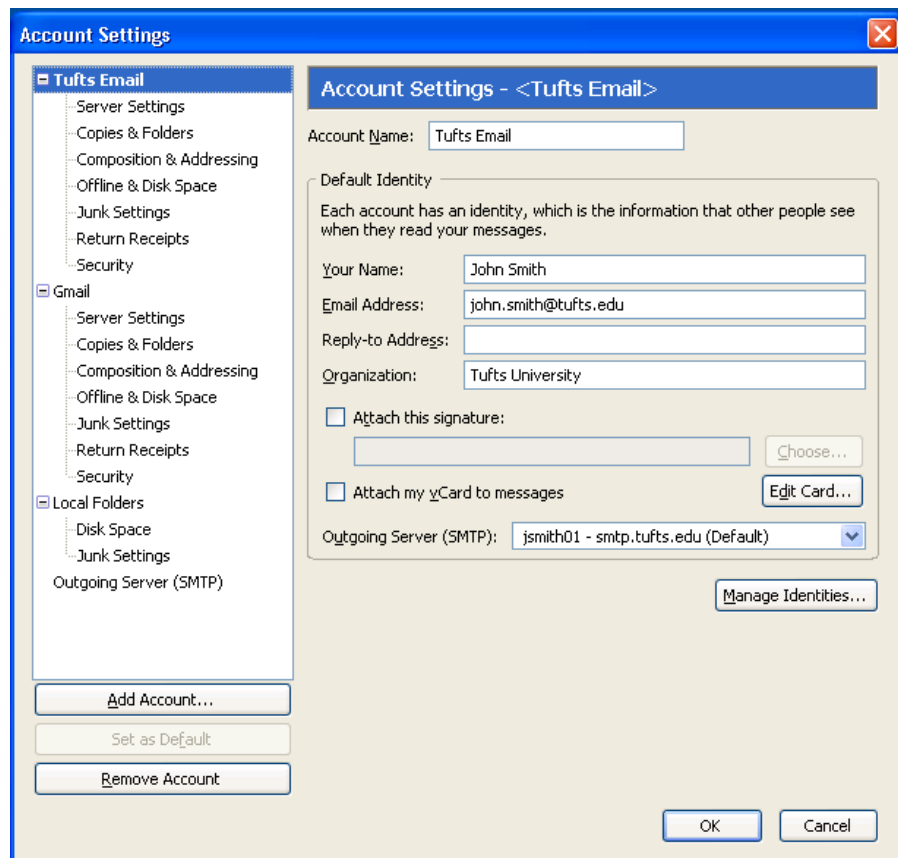 Account Settings
Tufts Email
Server Settings
Copies & Folders
Composition & Addressing
Offline & Disk Space
Junk Settings
Return Receipts
Security
Gmail
Server Settings
Copies & Folders
Composition & Addressing
Offline & Disk Space
Junk Settings
Return Receipts
Security
Local Folders
Disk Space
Junk Settings
Outgoing Server (SMTP)
Add Account...
Set as Default
Remove Account
Account Settings - <Tufts Email>
Account Name: Tufts Email
Default Identity
Each account has an identity, which is the information that other people see
when they read your messages.
Your Name: John Smith
Email Address: john.smith@tufts.edu
Reply-to Address:
Organization: Tufts University
Attach this signature:
Choose...
Attach my vCard to messages
Edit Card...
Outgoing Server (SMTP): jsmith01 - smtp.tufts.edu (Default)
Manage Identities...
OK Cancel